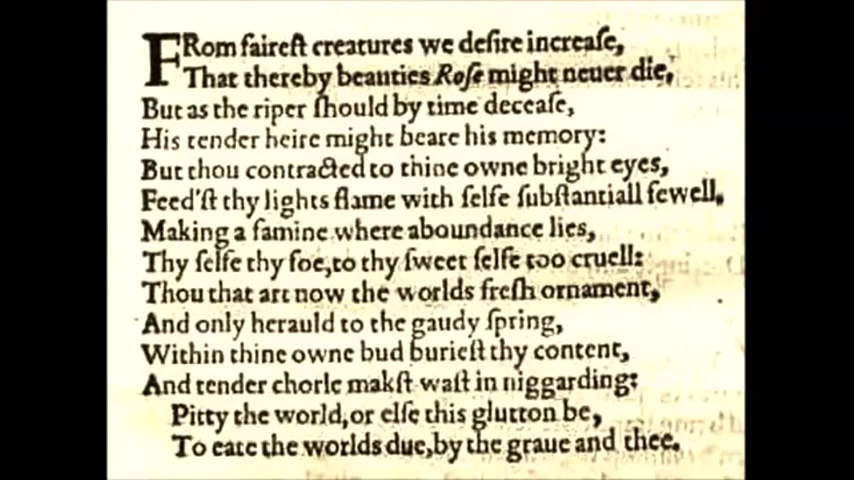 FRom faireſt creatures we deſire increaſe,
That thereby beauties Roſe might neuer die,
But as the riper ſhould by time deceaſe,
His tender heire might beare his memory:
But thou contracted to thine owne bright eyes,
Feed'ſt thy lights flame with ſelfe ſubſtantiall fewell,
Making a famine where aboundance lies,
Thy ſelfe thy foe,to thy ſweet ſelfe too cruell:
Thou that art now the worlds freſh ornament,
And only herauld to the gaudy ſpring,
Within thine owne bud burieſt thy content,
And tender chorle makſt waſt in niggarding:
Pitty the world,or elſe this glutton be,
To eate the worlds due,by the graue and thee.